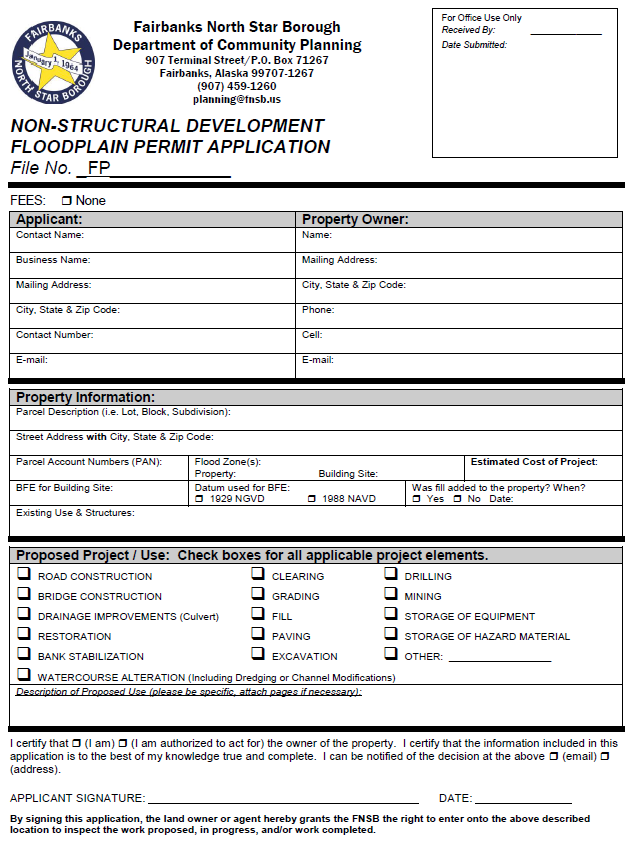 FAIRBANKS
January 1, 1964
NORTH STAR BOROUGH
Fairbanks North Star Borough
Department of Community Planning
907 Terminal Street/P.O. Box 71267
Fairbanks, Alaska 99707-1267
(907) 459-1260
planning@fnsb.us
For Office Use Only
Received By: ______________
Date Submitted:
NON-STRUCTURAL DEVELOPMENT
FLOODPLAIN PERMIT APPLICATION
File No. _FP____________
FEES: ❒ None
Applicant: Property Owner:
Contact Name: Name:
Business Name: Mailing Address:
Mailing Address: City, State & Zip Code:
City, State & Zip Code: Phone:
Contact Number: Cell:
E-mail: E-mail:
Property Information:
Parcel Description (i.e. Lot, Block, Subdivision):
Street Address with City, State & Zip Code:
Parcel Account Numbers (PAN): Flood Zone(s): Estimated Cost of Project:
Property: Building Site:
BFE for Building Site: Datum used for BFE: Was fill added to the property? When?
❒ 1929 NGVD ❒ 1988 NAVD ❒ Yes ❒ No Date:
Existing Use & Structures:
Proposed Project / Use: Check boxes for all applicable project elements.
❑ ROAD CONSTRUCTION ❑ CLEARING ❑ DRILLING
❑ BRIDGE CONSTRUCTION ❑ GRADING ❑ MINING
❑ DRAINAGE IMPROVEMENTS (Culvert) ❑ FILL ❑ STORAGE OF EQUIPMENT
❑ RESTORATION ❑ PAVING ❑ STORAGE OF HAZARD MATERIAL
❑ BANK STABILIZATION ❑ EXCAVATION ❑ OTHER: __________________
❑ WATERCOURSE ALTERATION (Including Dredging or Channel Modifications)
Description of Proposed Use (please be specific, attach pages if necessary):
I certify that ❒ (I am) ❒ (I am authorized to act for) the owner of the property. I certify that the information included in this
application is to the best of my knowledge true and complete. I can be notified of the decision at the above ❒ (email) ❒
(address).
APPLICANT SIGNATURE: ____________________________________________ DATE: ________________
By signing this application, the land owner or agent hereby grants the FNSB the right to enter onto the above described
location to inspect the work proposed, in progress, and/or work completed.